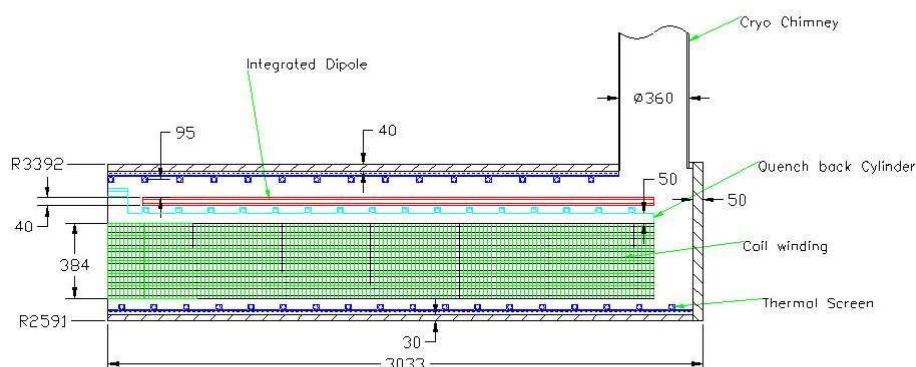 Cryo Chimney
Integrated Dipole
Ø360
95
40
R3392
Quench back Cylinder
50
50
40
Coil winding
384
Thermal Screen
R2591
30
3033